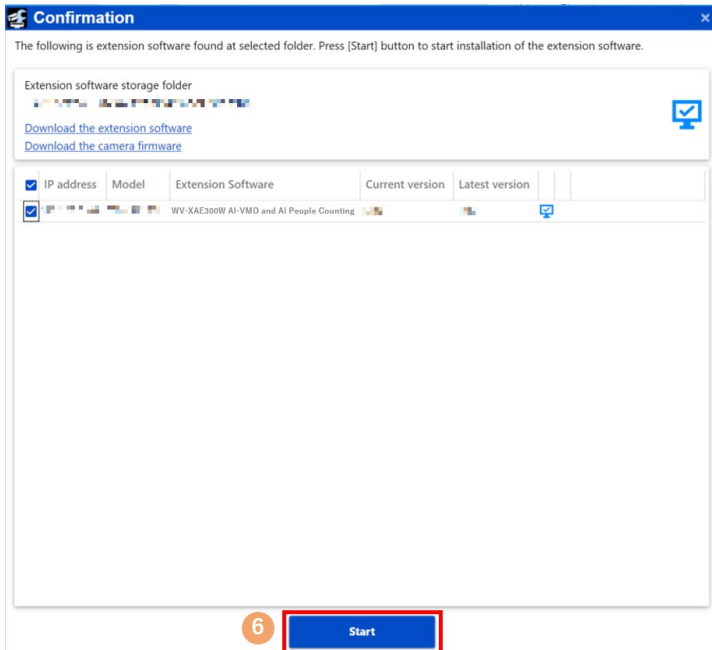 Confirmation
The following is extension software found at selected folder. Press [Start] button to start installation of the extension software.
Extension software storage folder
Download the extension software
Download the camera firmware
IP address Model Extension Software Current version Latest version
WV-XAE300W AI-VMD and AI People Counting
6
Start